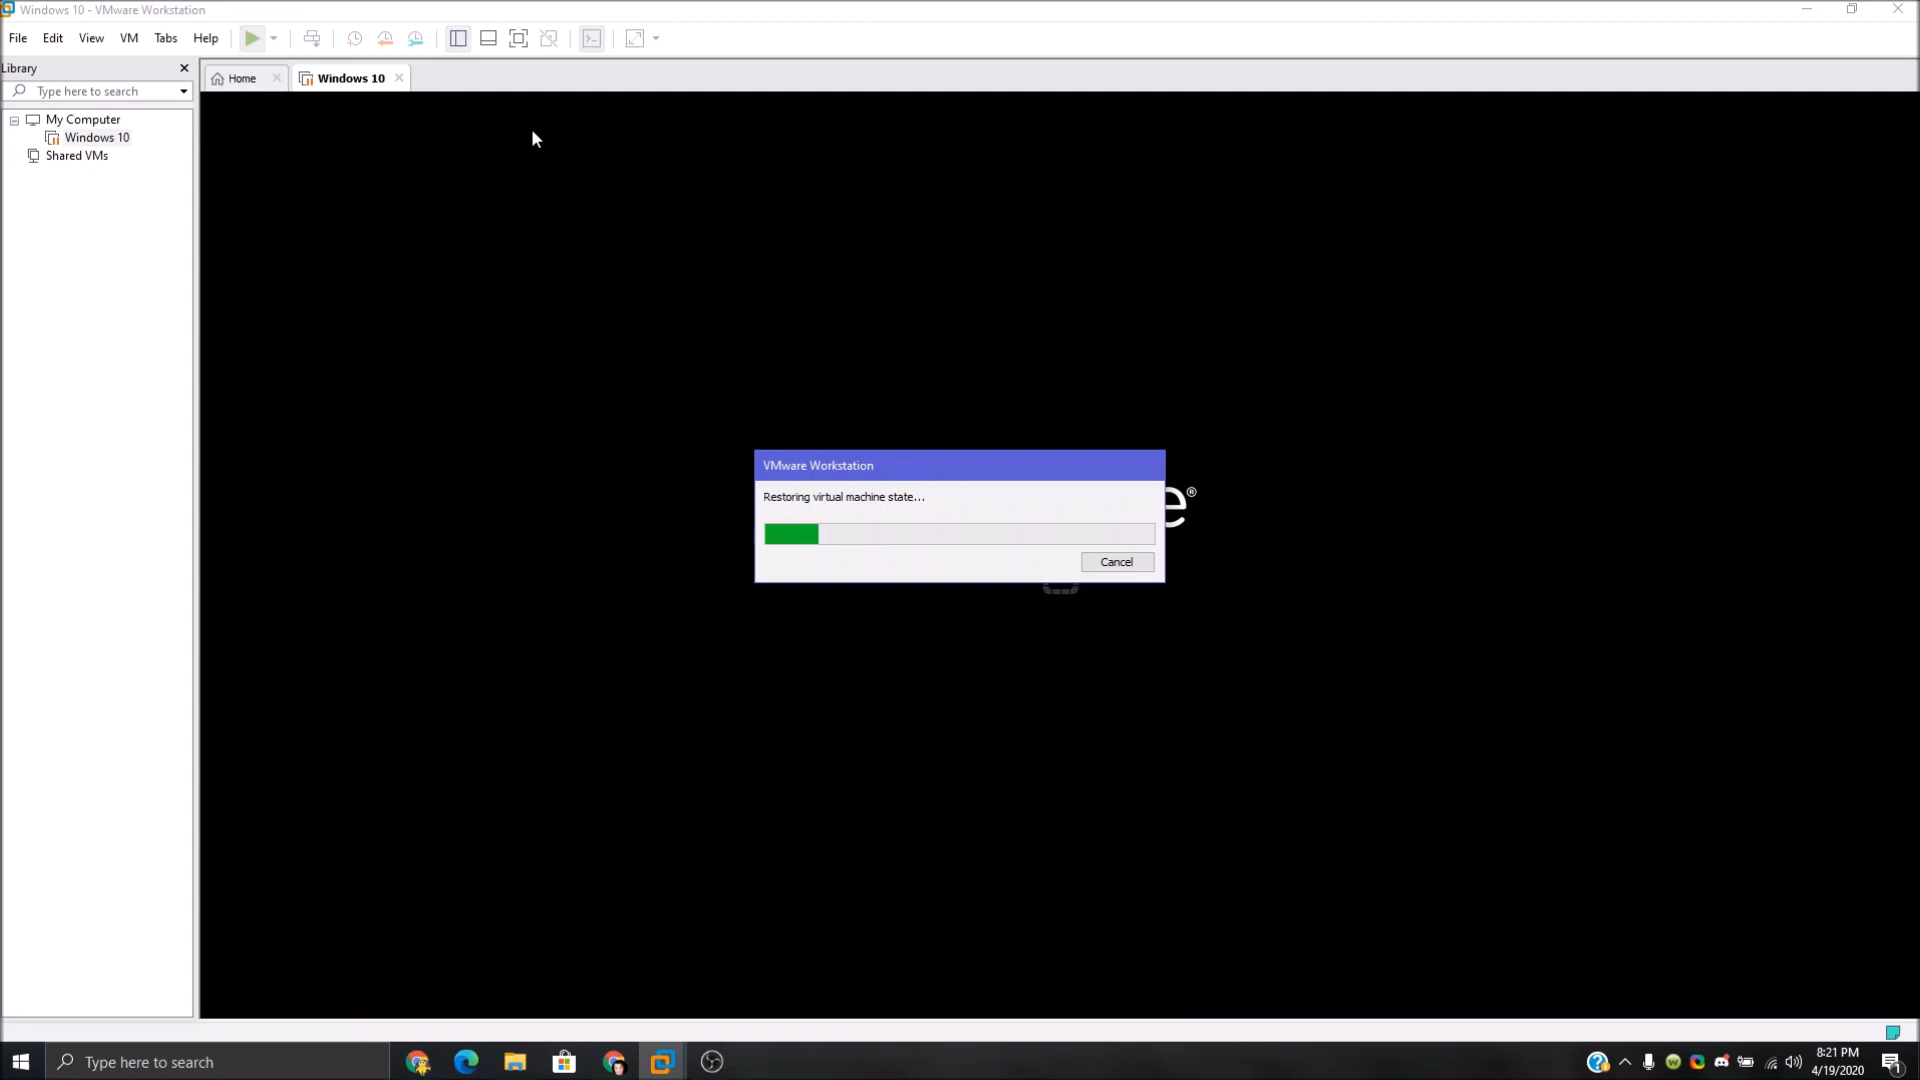 Windows 10 - VMware Workstation
File Edit View VM Tabs Help
Library
Type here to search
Home
Windows 10
My Computer
Windows 10
Shared VMs
VMware Workstation
Restoring virtual machine state...
e®
Cancel
Type here to search
8:21 PM
4/19/2020
1